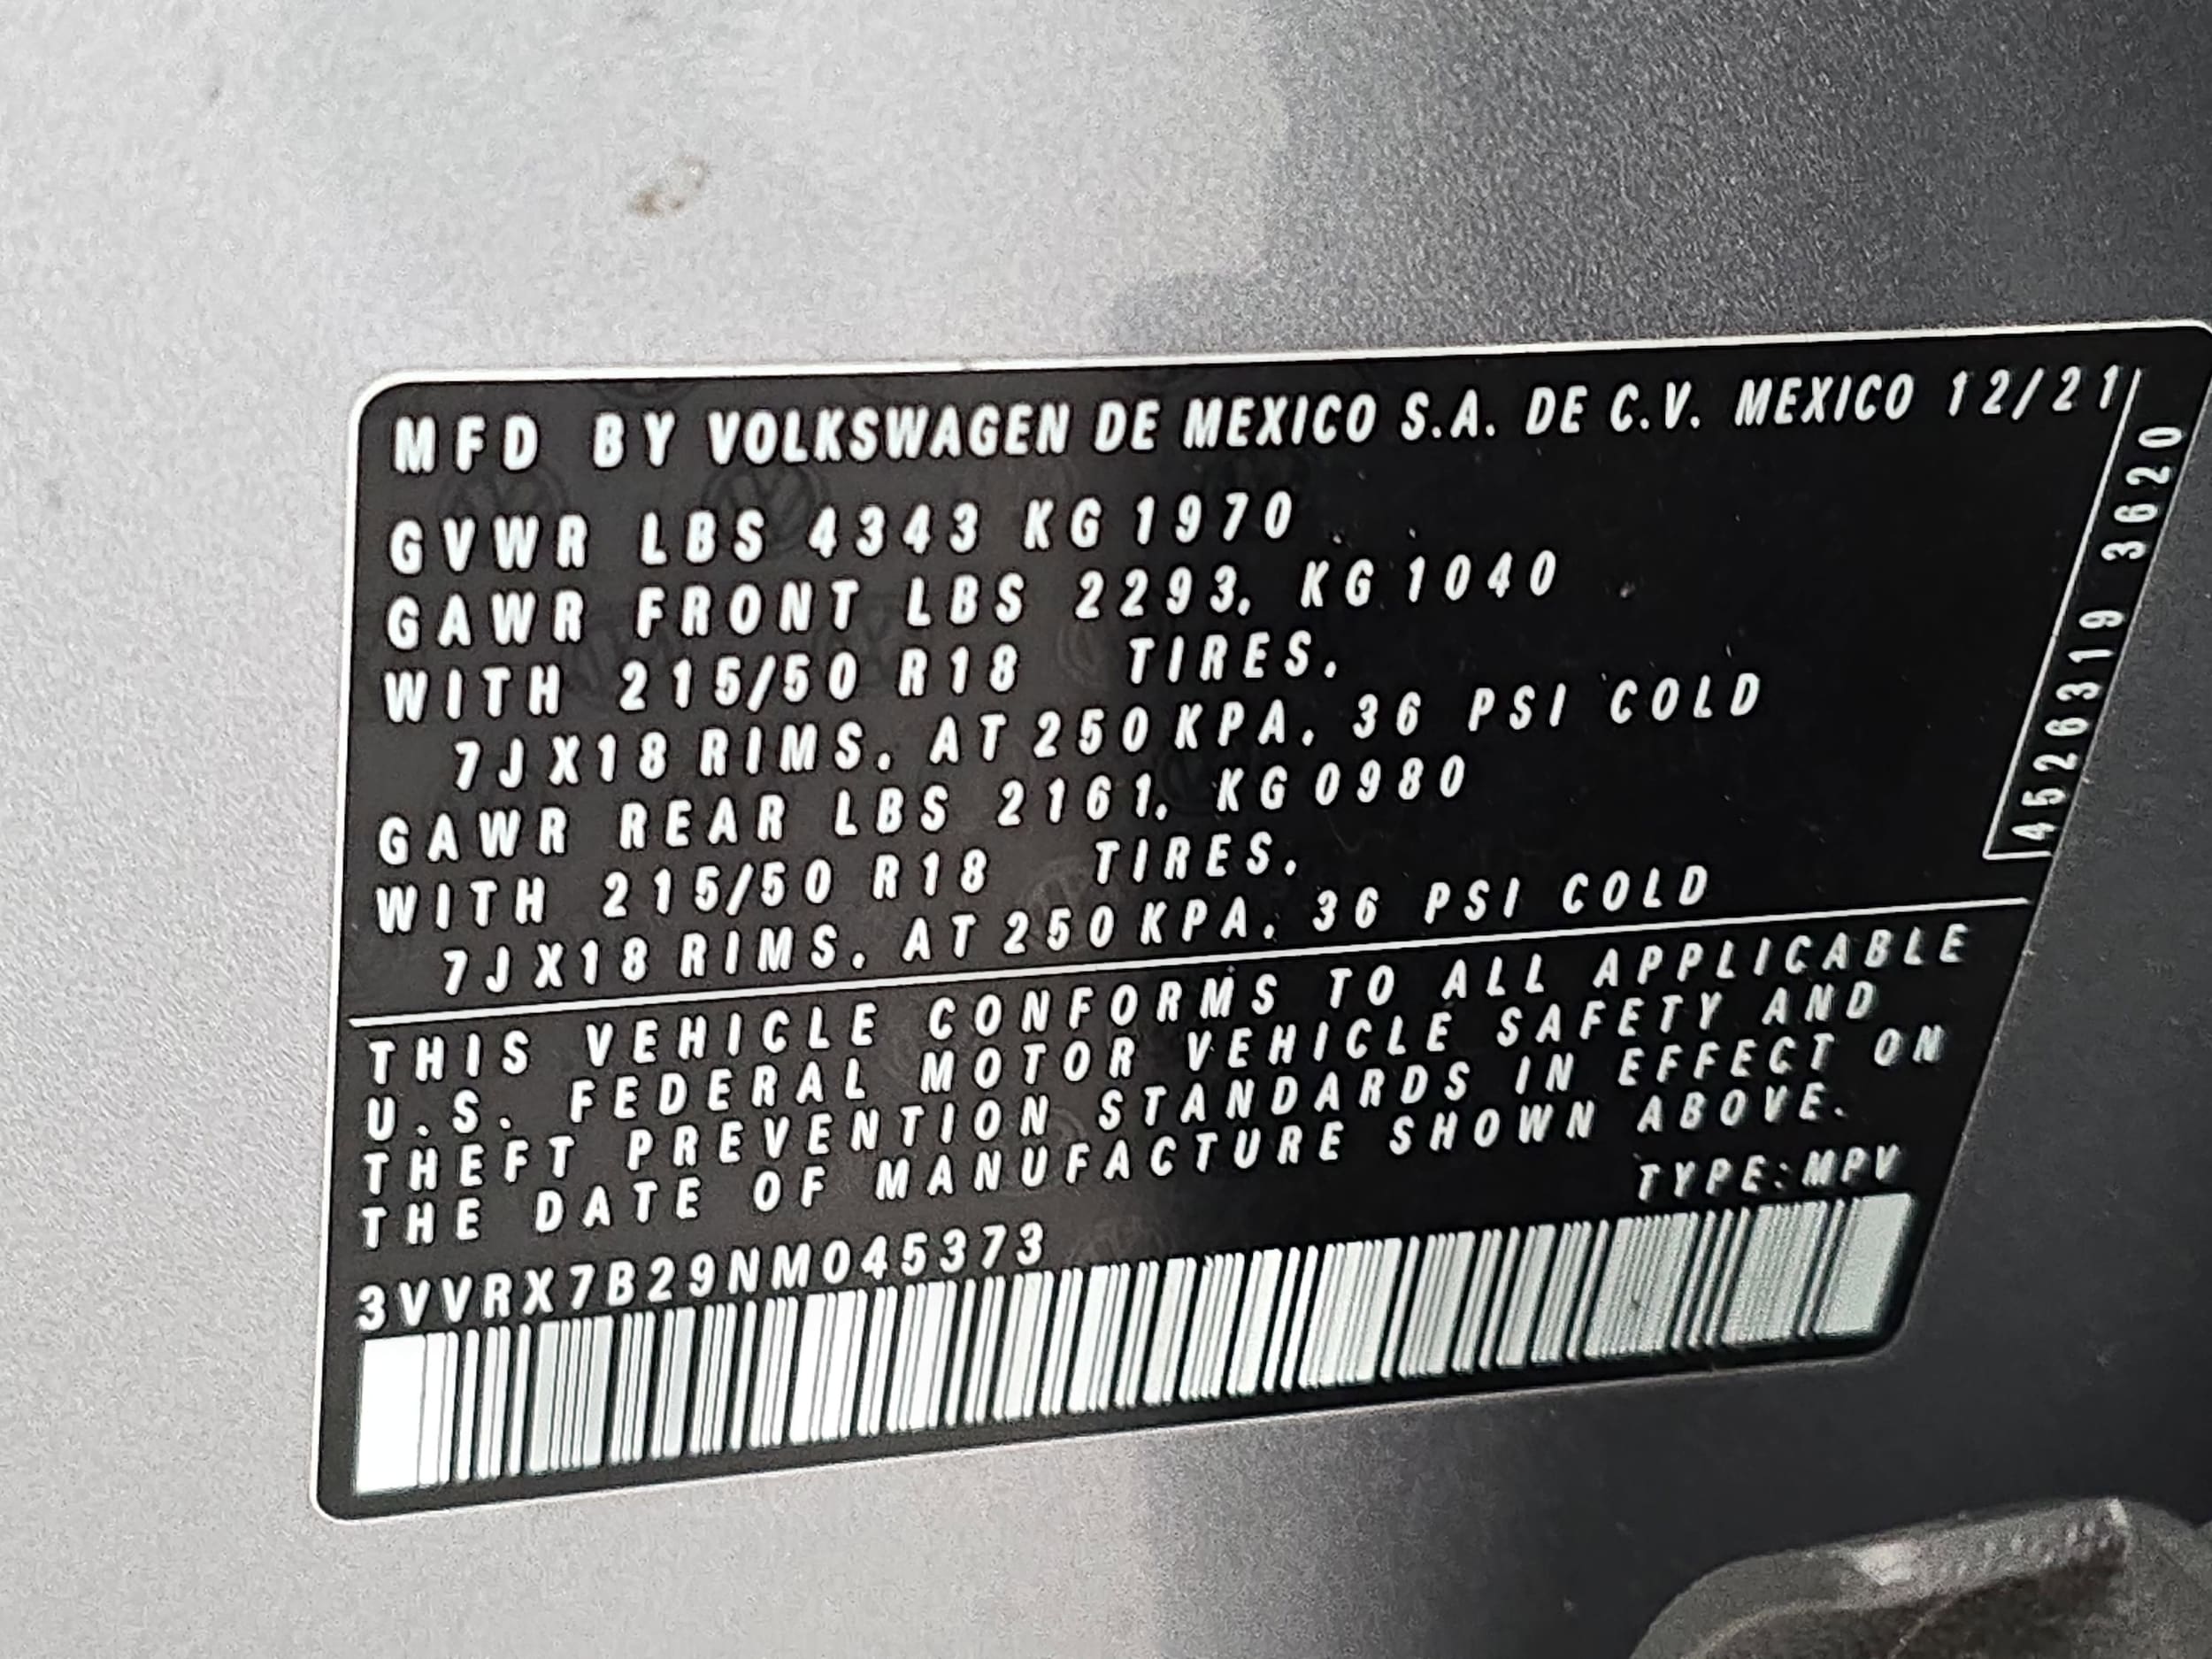 MFD BY VOLKSWAGEN DE MEXICO S.A. DE C.V. MEXICO 12/21
GVWR LBS 4343 KG 1970
GAWR FRONT LBS 2293, KG 1040
WITH 215/50 R18 TIRES,
7JX18 RIMS, AT 250 KPA, 36 PSI COLD
GAWR REAR LBS 2161, KG 0980
WITH 215/50 R18 TIRES,
7JX18 RIMS, AT 250 KPA, 36 PSI COLD
4526319 3620
THIS VEHICLE CONFORMS TO ALL APPLICABLE
U.S. FEDERAL MOTOR VEHICLE SAFETY AND
THEFT PREVENTION STANDARDS IN EFFECT ON
THE DATE OF MANUFACTURE SHOWN ABOVE.
TYPE:MPV
3VVRX7B29NM045373